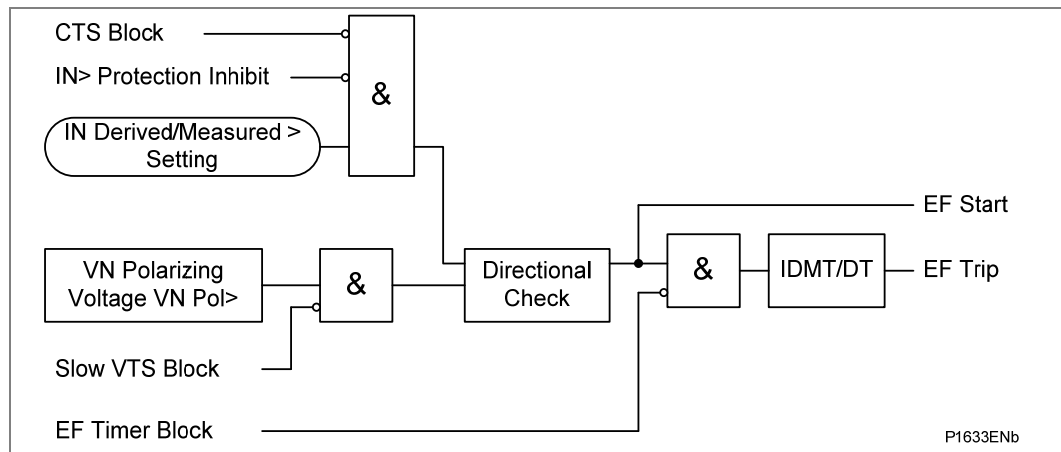 CTS Block
IN> Protection Inhibit
&
IN Derived/Measured >
Setting
EF Start
VN Polarizing
Voltage VN Pol>
&
Directional
Check
&
IDMT/DT
EF Trip
Slow VTS Block
EF Timer Block
P1633ENb